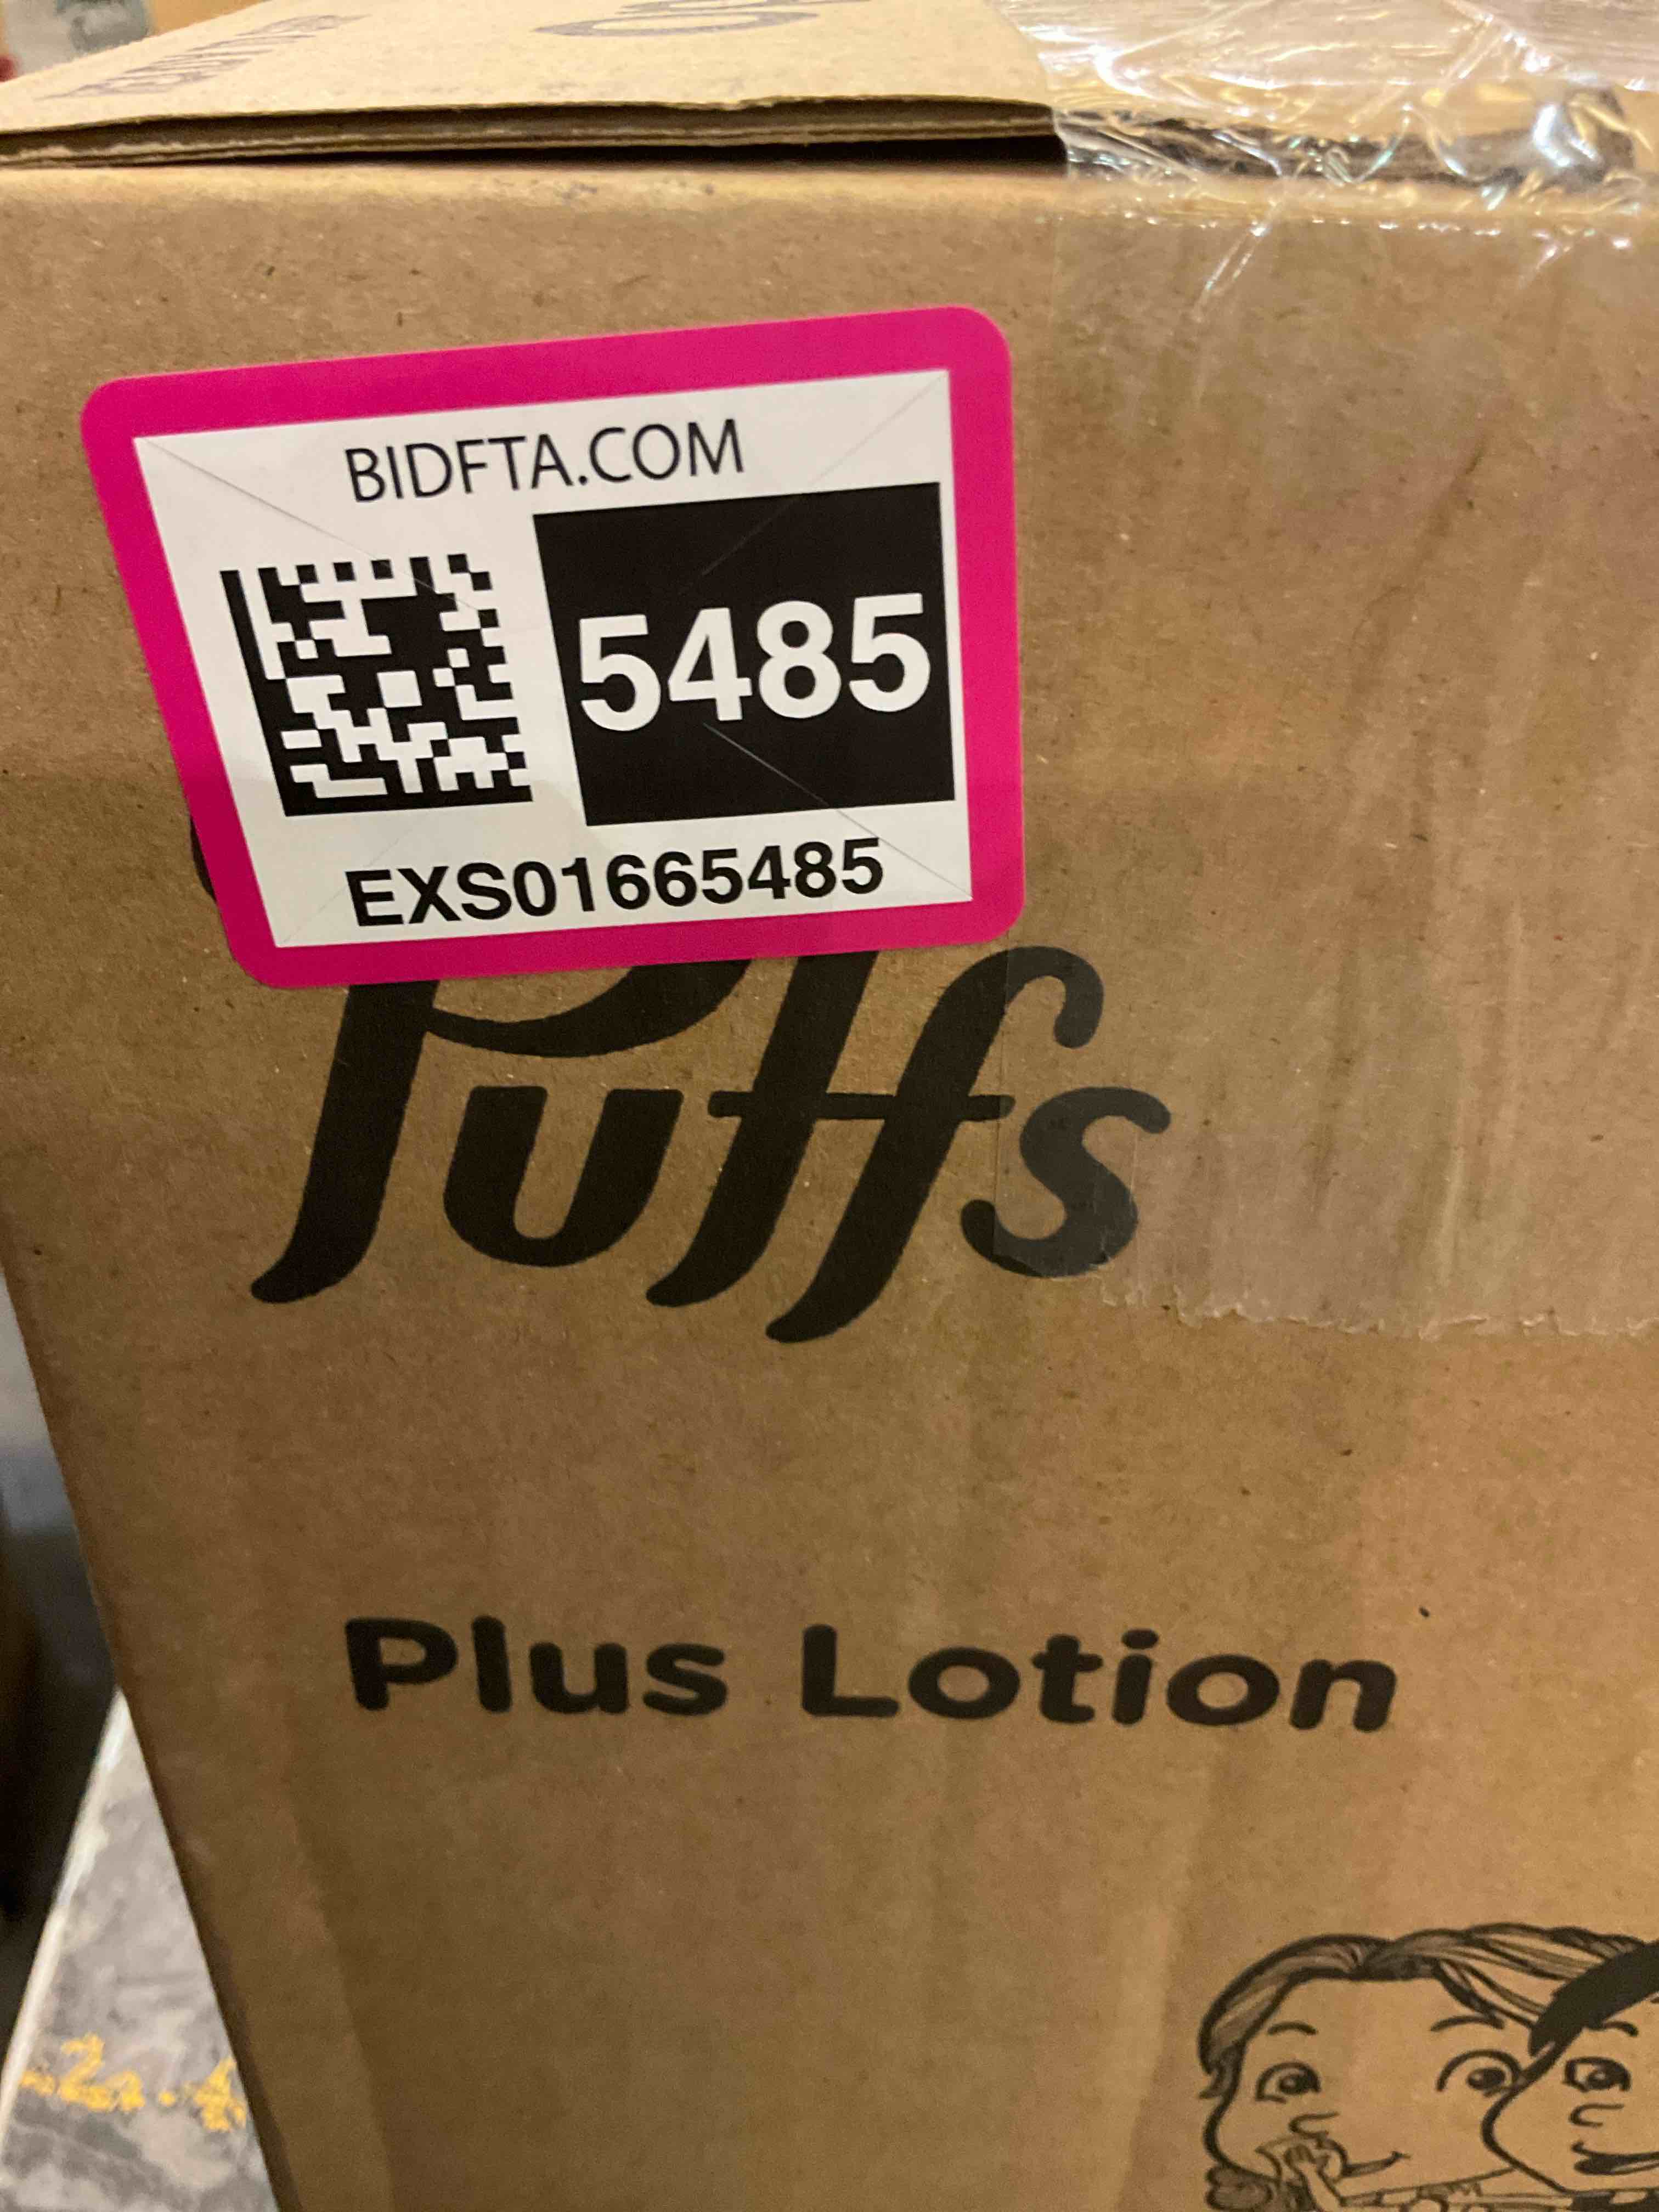 BIDFTA.COM
5485
EXS01665485
Puffs
Plus Lotion